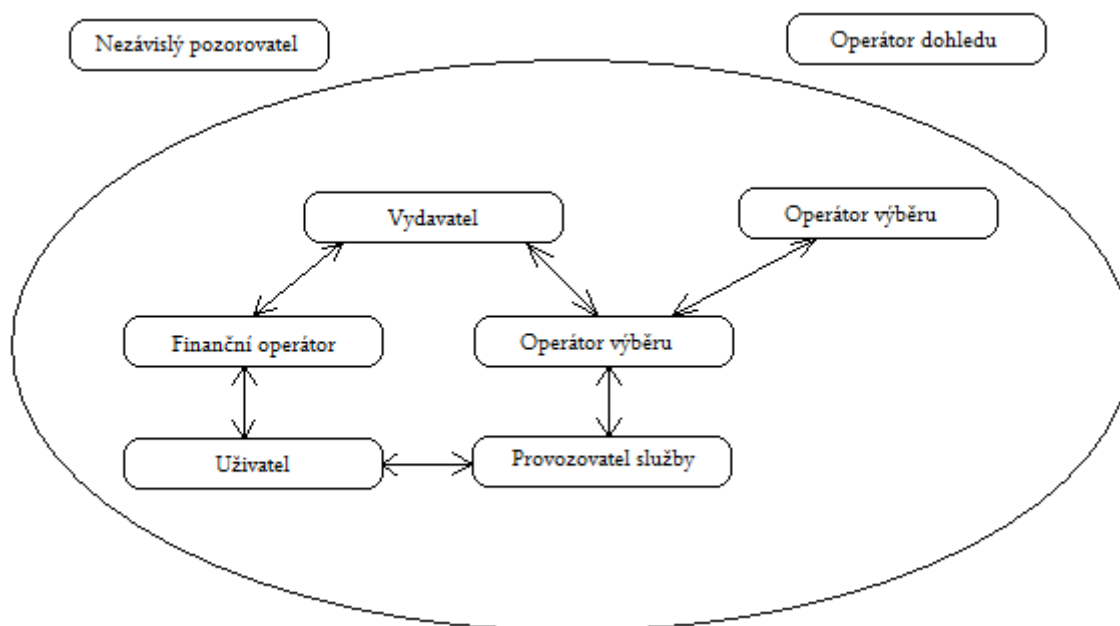 Nezávislý pozorovatel
Operátor dohledu
Vydavatel
Operátor výběru
Finanční operátor
Operátor výběru
Uživatel
Provozovatel služby